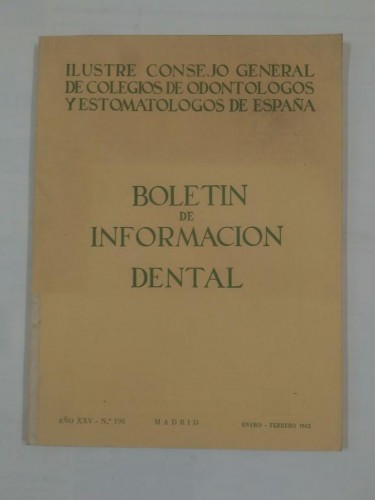 ILUSTRE CONSEJO GENERAL
DE COLEGIOS DE ODONTOLOGOS
Y ESTOMATOLOGOS DE ESPAÑA
BOLETIN
DE
INFORMACION
DENTAL
AÑO XXV - N.º MADRID ENERO - FEBRERO